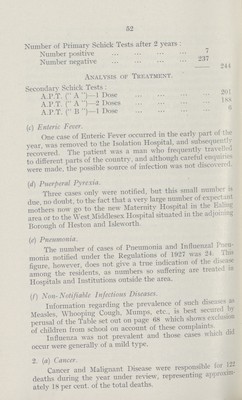 52
Number of Primary Schick Tests after 2 years :
Number positive ... ... ... ... 7
Number negative ... ... ... ... 237
244
ANALYSIS OF TREATMENT.
Secondary Schick Tests :
A.P.T. (" A ")—1 Dose ... ... ... ... 201
A.P.T. (" A ")—2 Doses ... ... ... ... 188
A.P.T. (" B ")—1 Dose ... ... ... ... 6
(c) Enteric Fever.
One case of Enteric Fever occurred in the early part of the
year, was removed to the Isolation Hospital, and subsequently
recovered. The patient was a man who frequently travelled
to different parts of the country, and although careful enquiries
were made, the possible source of infection was not discovered.
(d) Puerperal Pyrexia.
Three cases only were notified, but this small number is
due, no doubt, to the fact that a very large number of expectant
mothers now go to the new Maternity Hospital in the Ealing
area or to the West Middlesex Hospital situated in the adjoining
Borough of Heston and Isleworth.
(e) Pneumonia.
The number of cases of Pneumonia and Influenzal Pneu-
monia notified under the Regulations of 1927 was 24. This
figure, however, does not give a true indication of the disease
among the residents, as numbers so suffering are treated in
Hospitals and Institutions outside the area.
(f) Non-Notifiable Infectious Diseases.
Information regarding the prevalence of such diseases as
Measles, Whooping Cough, Mumps, etc., is best secured by
perusal of the Table set out on page 68 which shows exclusion
of children from school on account of these complaints.
Influenza was not prevalent and those cases which did
occur were generally of a mild type.
2. (a) Cancer.
Cancer and Malignant Disease were responsible for 122
deaths during the year under review, representing approxim-
ately 18 per cent. of the total deaths.